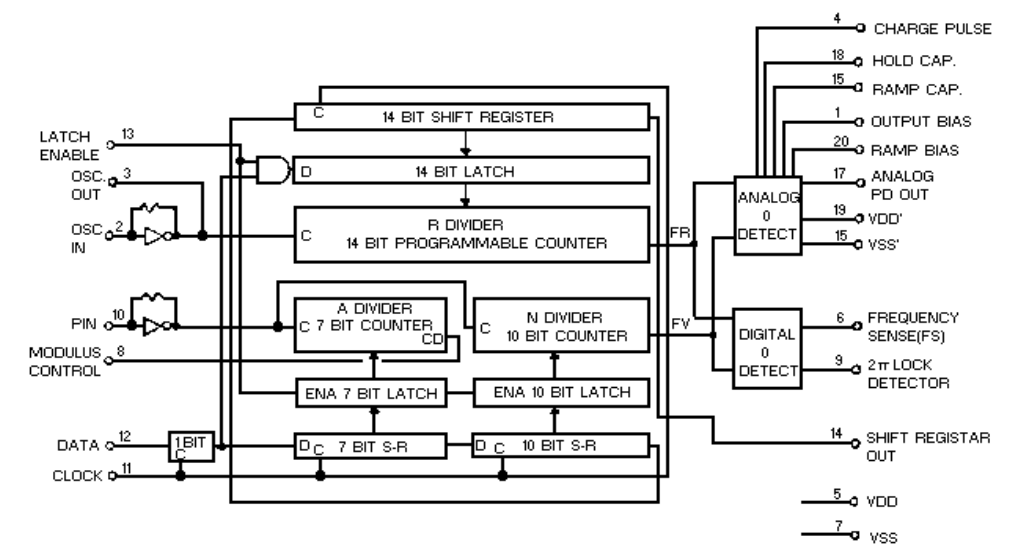 4 CHARGE PULSE
18 HOLD CAP.
15 RAMP CAP.
1 OUTPUT BIAS
20 RAMP BIAS
17 ANALOG
PD OUT
19 VDD'
15 VSS'
C 14 BIT SHIFT REGISTER
LATCH 13
ENABLE
D 14 BIT LATCH
OSC. 3
OUT
OSC 2
IN
R DIVIDER
C 14 BIT PROGRAMMABLE COUNTER
FR
ANALOG
0
DETECT
PIN 10
A DIVIDER
C 7 BIT COUNTER
CD
N DIVIDER
C 10 BIT COUNTER
FV
DIGITAL
0
DETECT
6 FREQUENCY
SENSE(FS)
9 2π LOCK
DETECTOR
MODULUS 8
CONTROL
ENA 7 BIT LATCH
ENA 10 BIT LATCH
DATA 12
1BIT
C
D C 7 BIT S-R
D C 10 BIT S-R
14 SHIFT REGISTAR
OUT
CLOCK 11
5 VDD
7 VSS